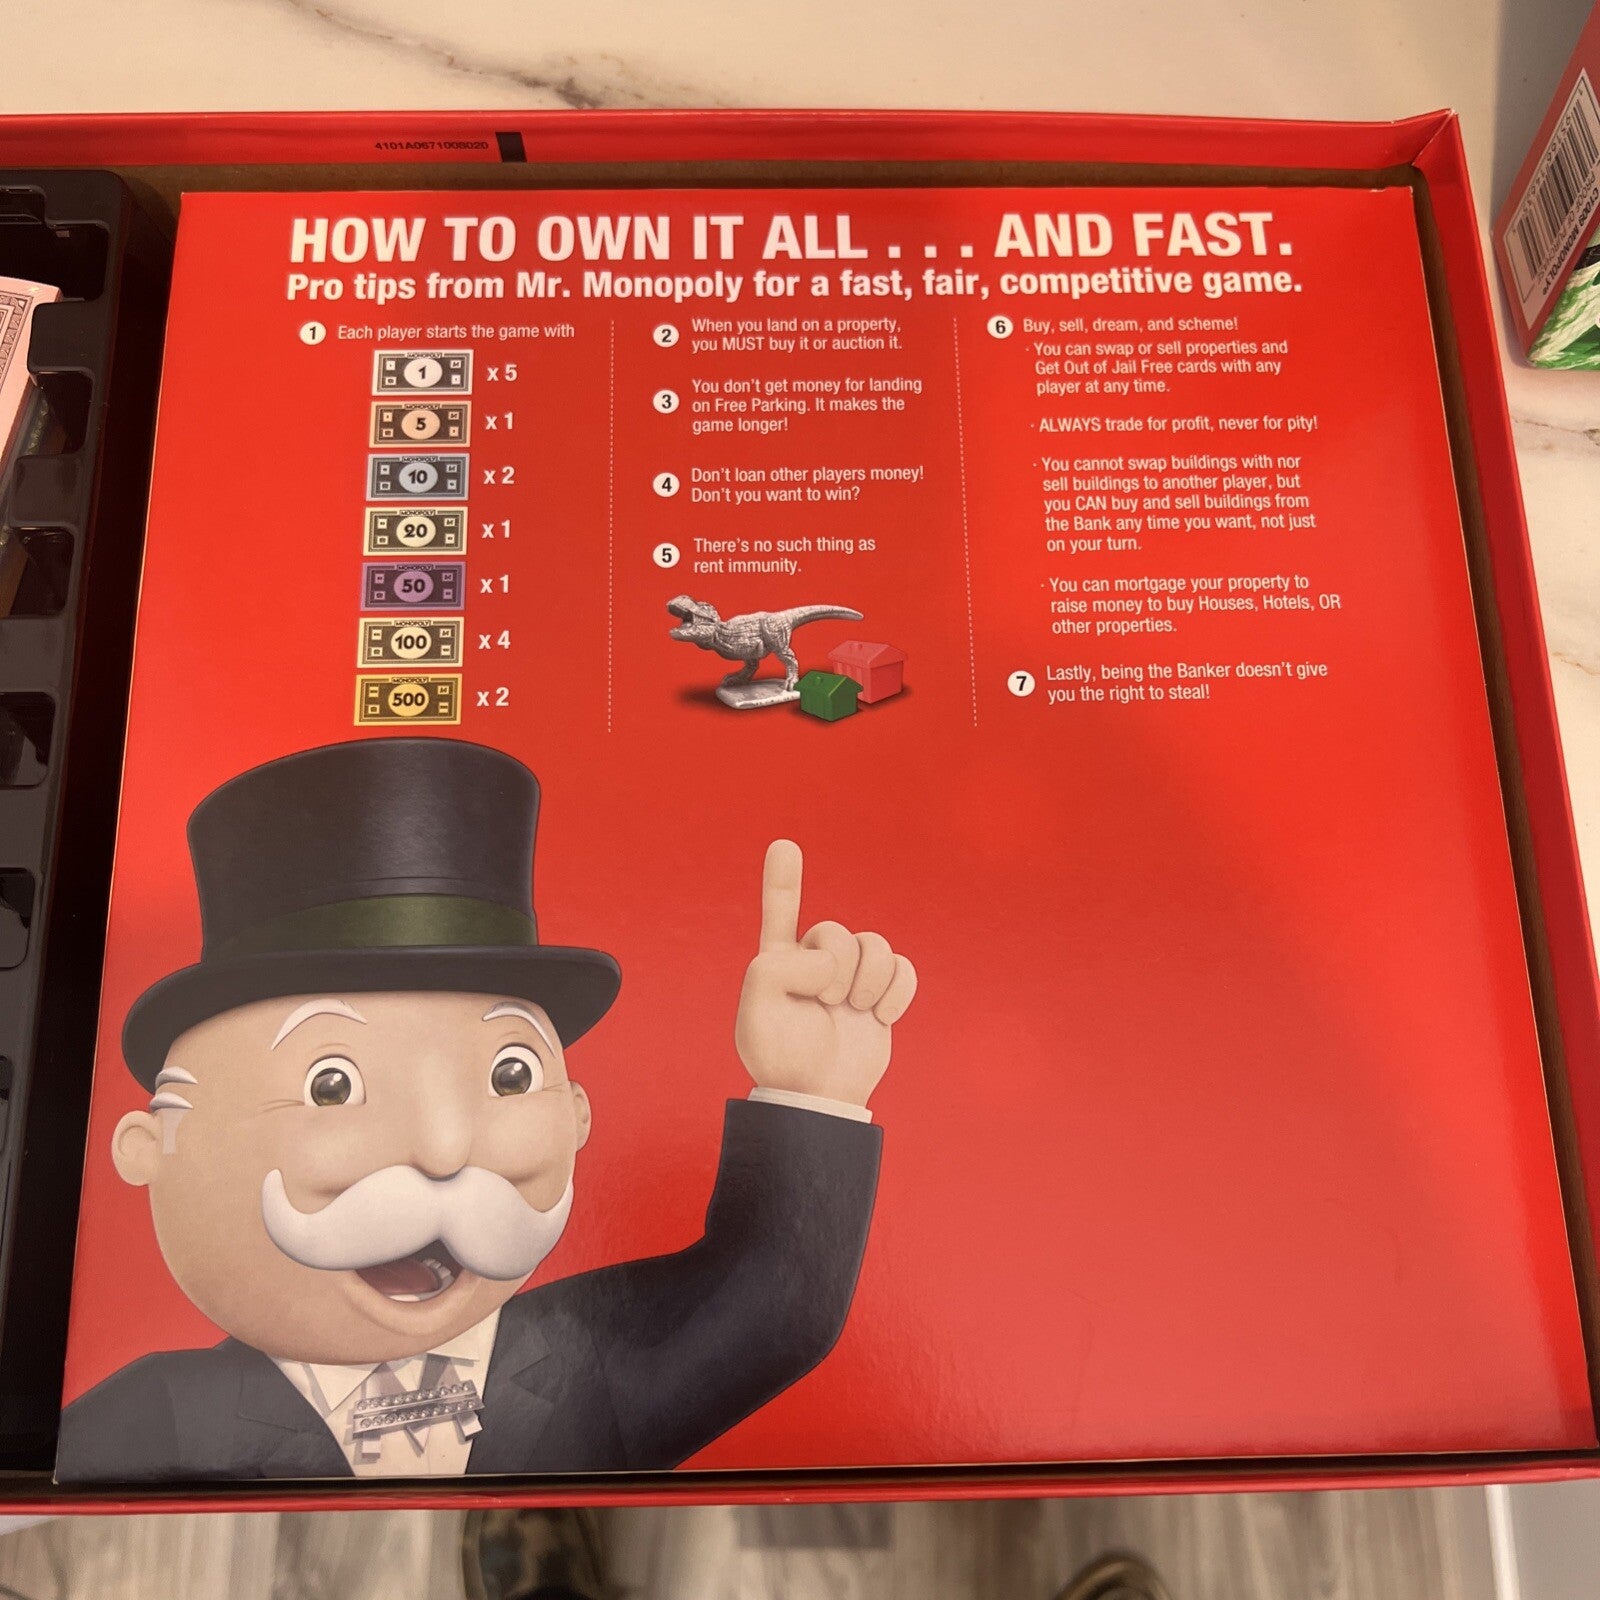 4101A0671008020
HOW TO OWN IT ALL . . . AND FAST.
Pro tips from Mr. Monopoly for a fast, fair, competitive game.
1 Each player starts the game with
MONOPOLY
1 x 5
5 x 1
MONOPOLY
10 x 2
MONOPOLY
20 x 1
50 x 1
MONOPOLY
100 x 4
MONOPOLY
500 x 2
2 When you land on a property,
you MUST buy it or auction it.
3 You don't get money for landing
on Free Parking. It makes the
game longer!
4 Don't loan other players money!
Don't you want to win?
5 There's no such thing as
rent immunity.
6 Buy, sell, dream, and scheme!
· You can swap or sell properties and
Get Out of Jail Free cards with any
player at any time.
· ALWAYS trade for profit, never for pity!
· You cannot swap buildings with nor
sell buildings to another player, but
you CAN buy and sell buildings from
the Bank any time you want, not just
on your turn.
· You can mortgage your property to
raise money to buy Houses, Hotels, OR
other properties.
7 Lastly, being the Banker doesn't give
you the right to steal!
C1009 MONOPOLY